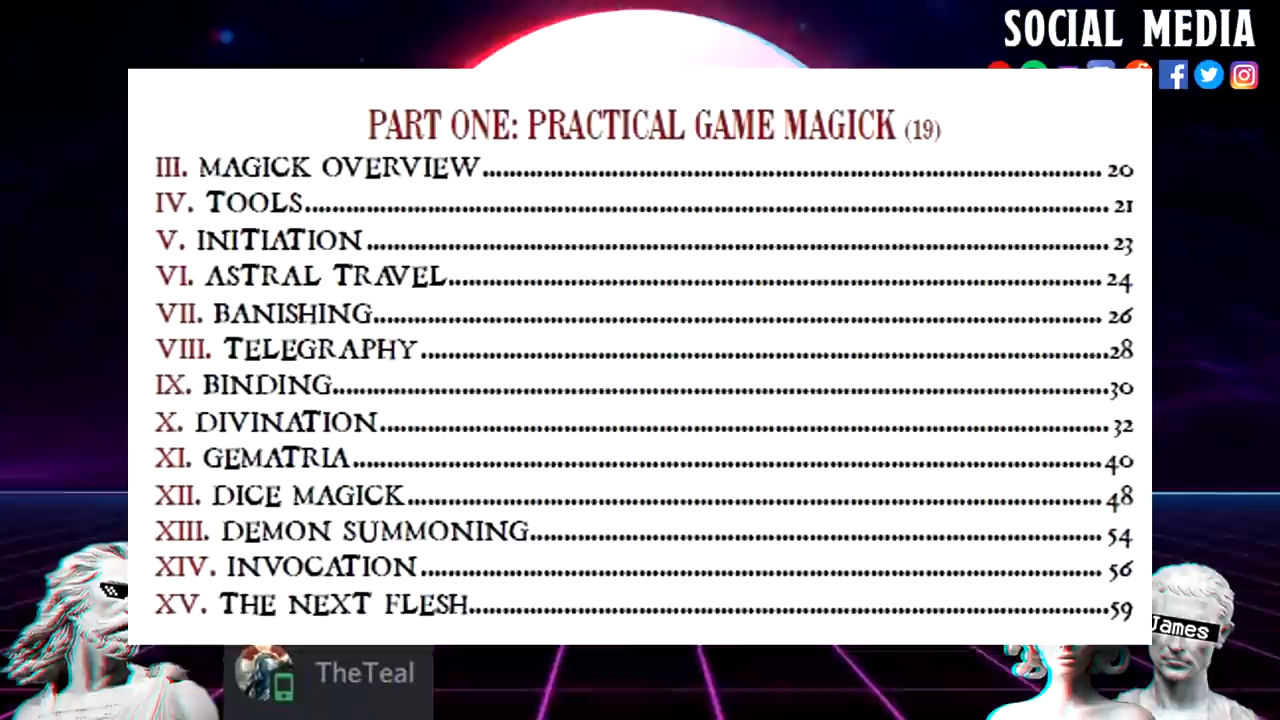 SOCIAL MEDIA
PART ONE: PRACTICAL GAME MAGICK (19)
III. MAGICK OVERVIEW........................ 20
IV. TOOLS........................ 21
V. INITIATION........................ 23
VI. ASTRAL TRAVEL........................ 24
VII. BANISHING........................ 26
VIII. TELEGRAPHY........................28
IX. BINDING........................30
X. DIVINATION........................ 32
XI. GEMATRIA........................40
XII. DICE MAGICK........................ 48
XIII. DEMON SUMMONING........................ 54
XIV. INVOCATION........................ 56
XV. THE NEXT FLESH........................59
James
TheTeal